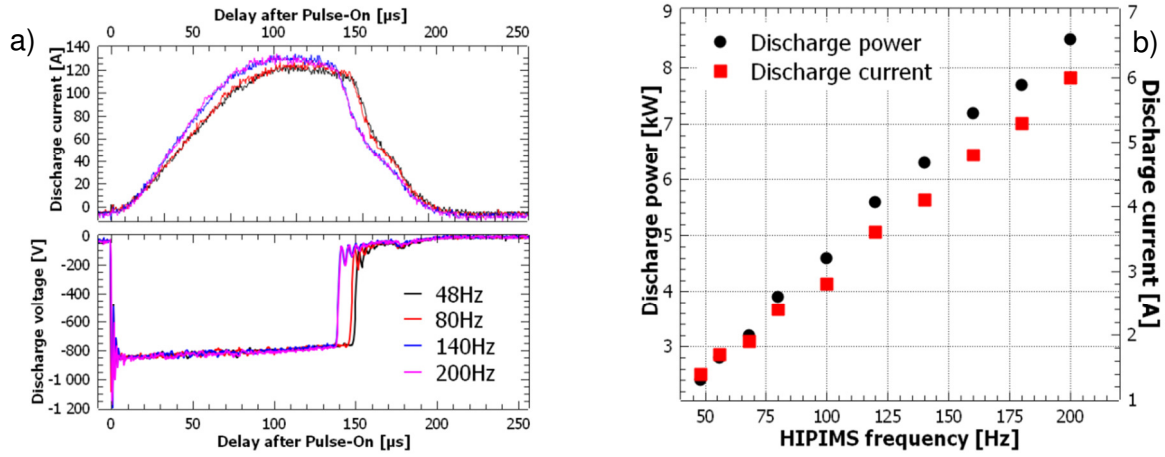 a)
Delay after Pulse-On [µs]
0 50 100 150 200 250
Discharge current [A]
140
120
100
80
60
40
20
0
Discharge voltage [V]
0
-200
-400
-600
-800
-1 000
-1 200
48Hz
80Hz
140Hz
200Hz
0 50 100 150 200 250
Delay after Pulse-On [µs]
b)
Discharge power [kW]
9
8
7
6
5
4
3
Discharge power
Discharge current
7
6
5
4
3
2
1
Discharge current [A]
50 75 100 125 150 175 200
HIPIMS frequency [Hz]